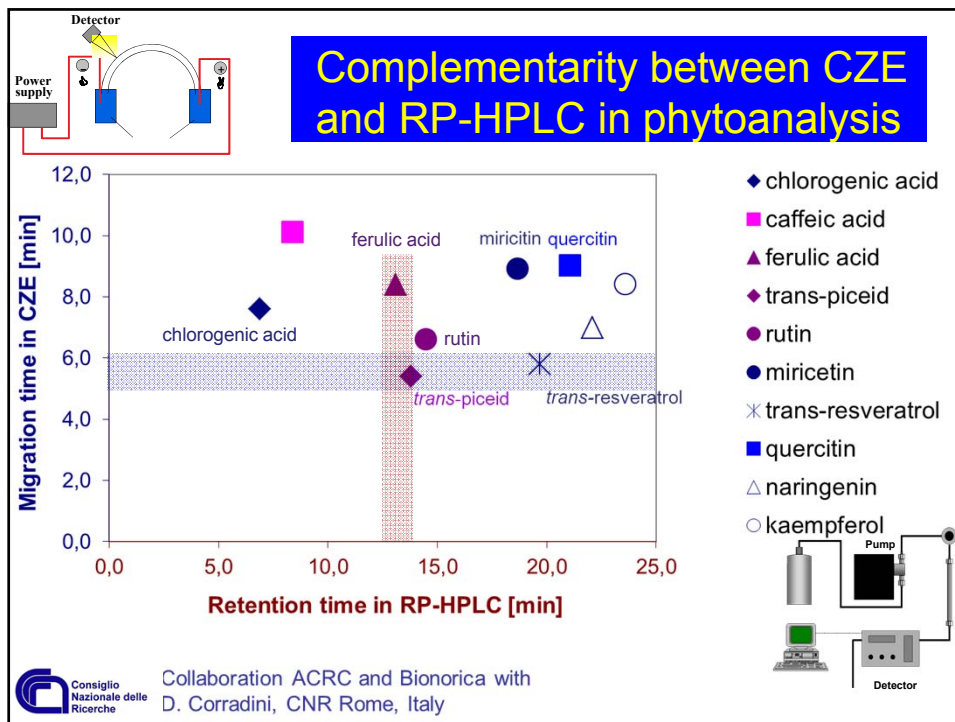 Detector
Power
supply
−
+
Complementarity between CZE
and RP-HPLC in phytoanalysis
Migration time in CZE [min]
12,0
10,0
8,0
6,0
4,0
2,0
0,0
0,0 5,0 10,0 15,0 20,0 25,0
Retention time in RP-HPLC [min]
ferulic acid
miricitin quercitin
chlorogenic acid
rutin
trans-piceid
trans-resveratrol
chlorogenic acid
caffeic acid
ferulic acid
trans-piceid
rutin
miricetin
trans-resveratrol
quercitin
naringenin
kaempferol
Pump
Detector
Consiglio
Nazionale delle
Ricerche
Collaboration ACRC and Bionorica with
D. Corradini, CNR Rome, Italy